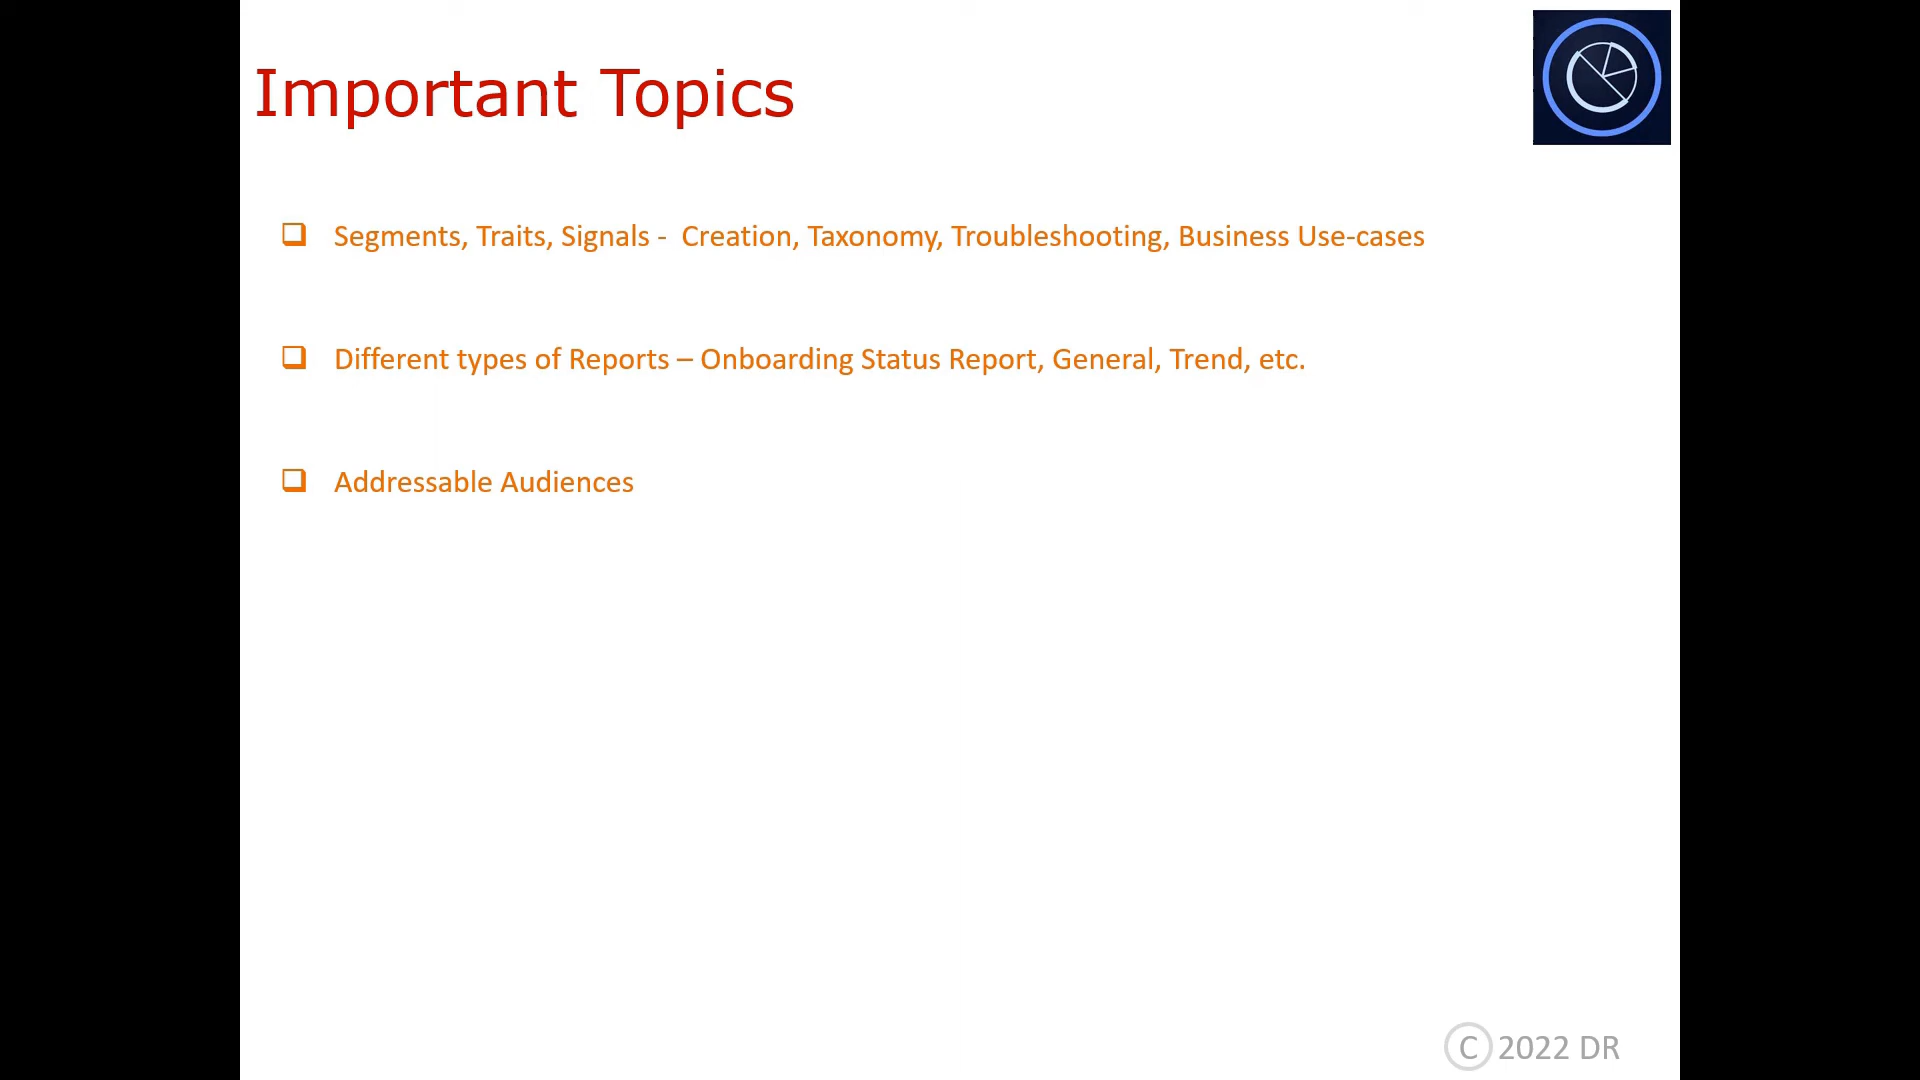 Important Topics
Segments, Traits, Signals -  Creation, Taxonomy, Troubleshooting, Business Use-cases
Different types of Reports – Onboarding Status Report, General, Trend, etc.
Addressable Audiences
© 2022 DR